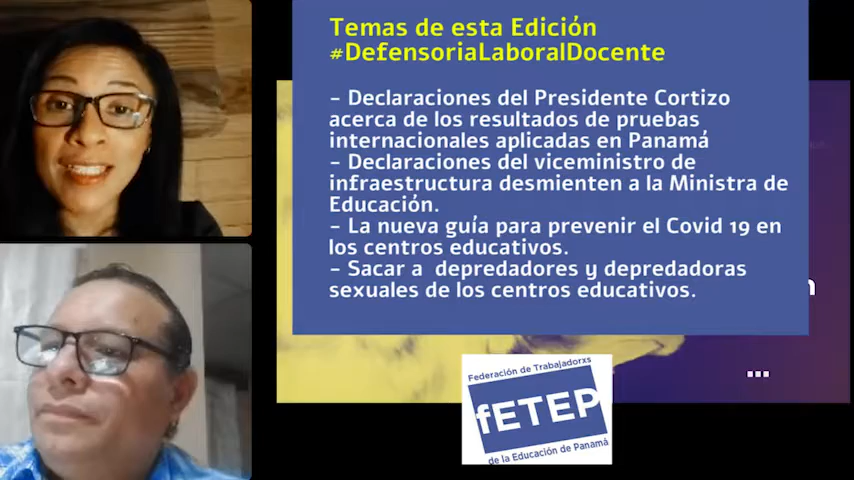 Temas de esta Edición
#DefensoriaLaboralDocente
- Declaraciones del Presidente Cortizo
acerca de los resultados de pruebas
internacionales aplicadas en Panamá
- Declaraciones del viceministro de
infraestructura desmienten a la Ministra de
Educación.
- La nueva guía para prevenir el Covid 19 en
los centros educativos.
- Sacar a  depredadores y depredadoras
sexuales de los centros educativos.
...
Federación de Trabajadorxs
fETEP
de la Educación de Panamá